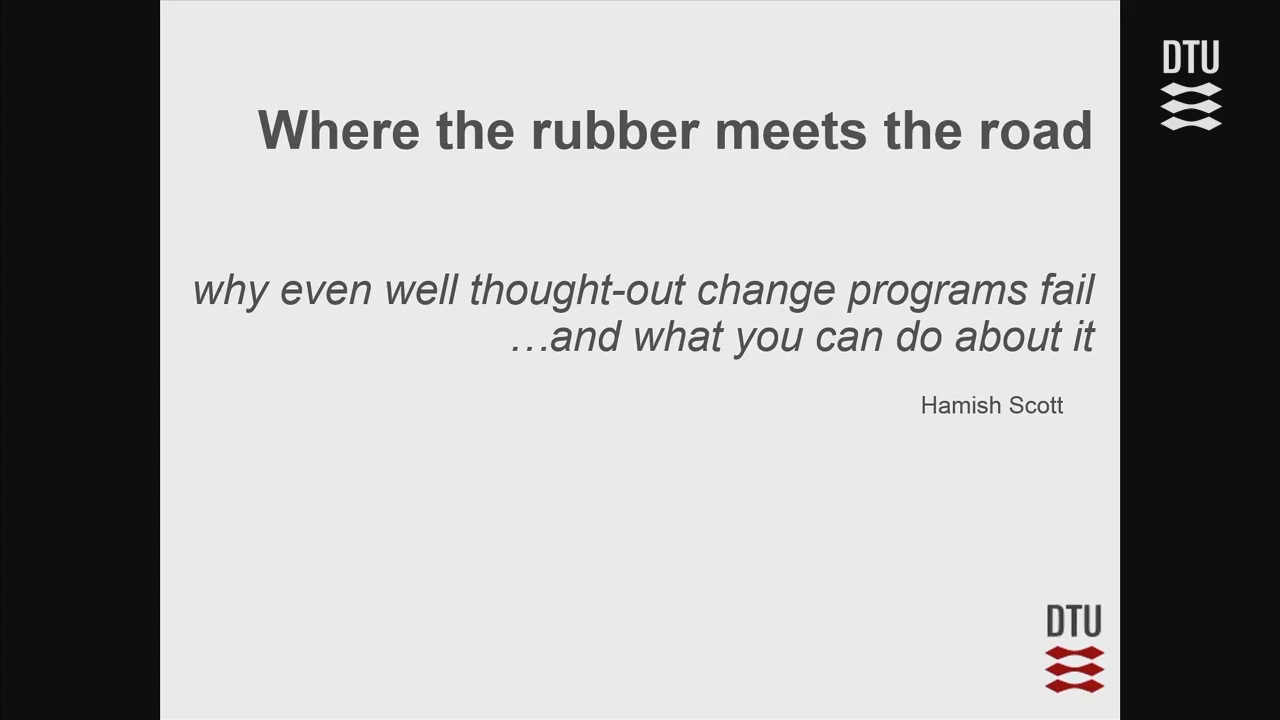 DTU
Where the rubber meets the road
why even well thought-out change programs fail
…and what you can do about it
Hamish Scott
DTU